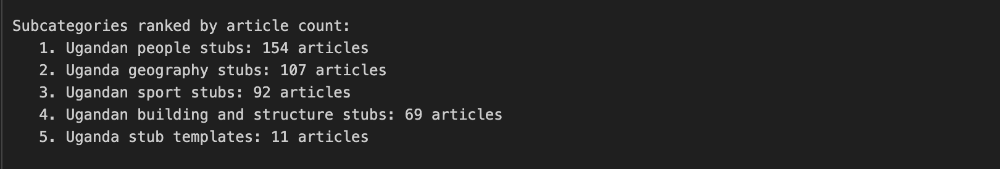 Subcategories ranked by article count:
1. Ugandan people stubs: 154 articles
2. Uganda geography stubs: 107 articles
3. Ugandan sport stubs: 92 articles
4. Ugandan building and structure stubs: 69 articles
5. Uganda stub templates: 11 articles